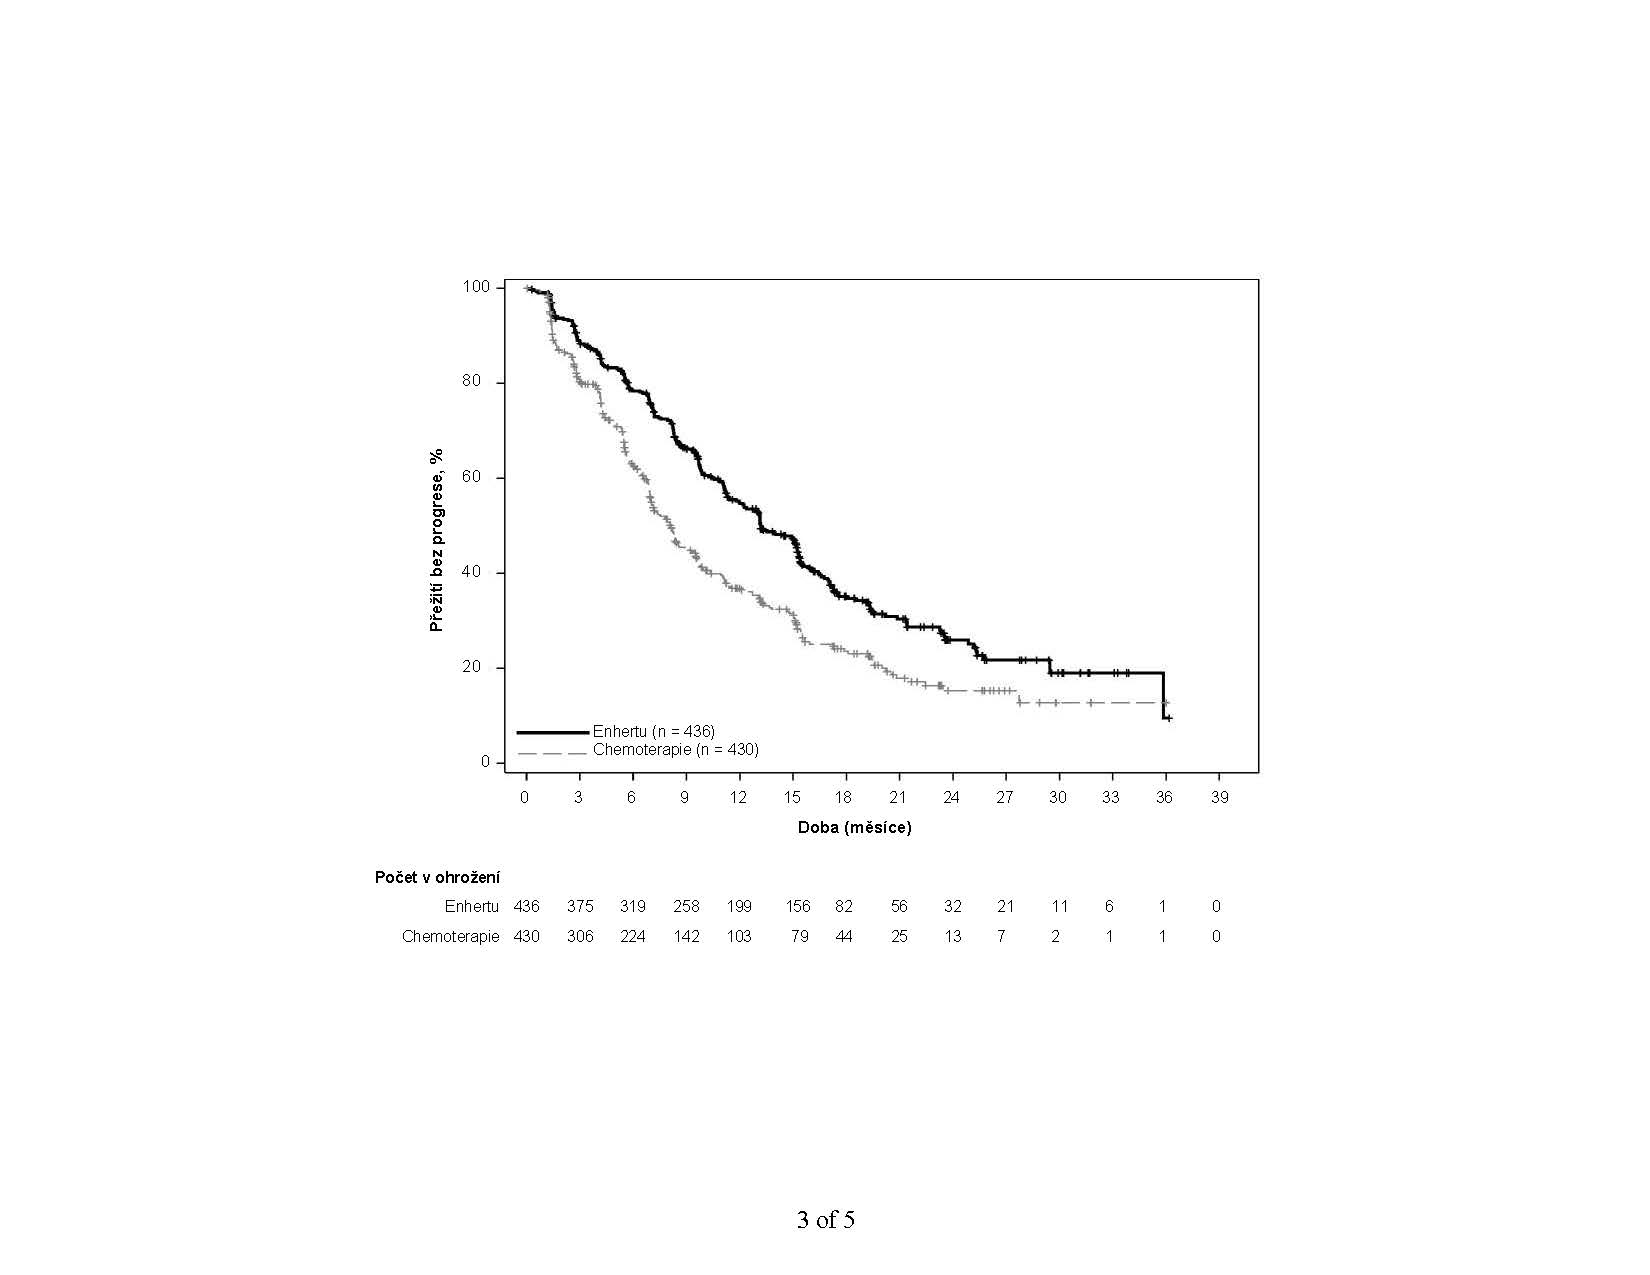 100
80
60
40
20
0
Přežití bez progrese, %
Enhertu (n = 436)
Chemoterapie (n = 430)
0 3 6 9 12 15 18 21 24 27 30 33 36 39
Doba (měsíce)
Počet v ohrožení
Enhertu 436 375 319 258 199 156 82 56 32 21 11 6 1 0
Chemoterapie 430 306 224 142 103 79 44 25 13 7 2 1 1 0
3 of 5